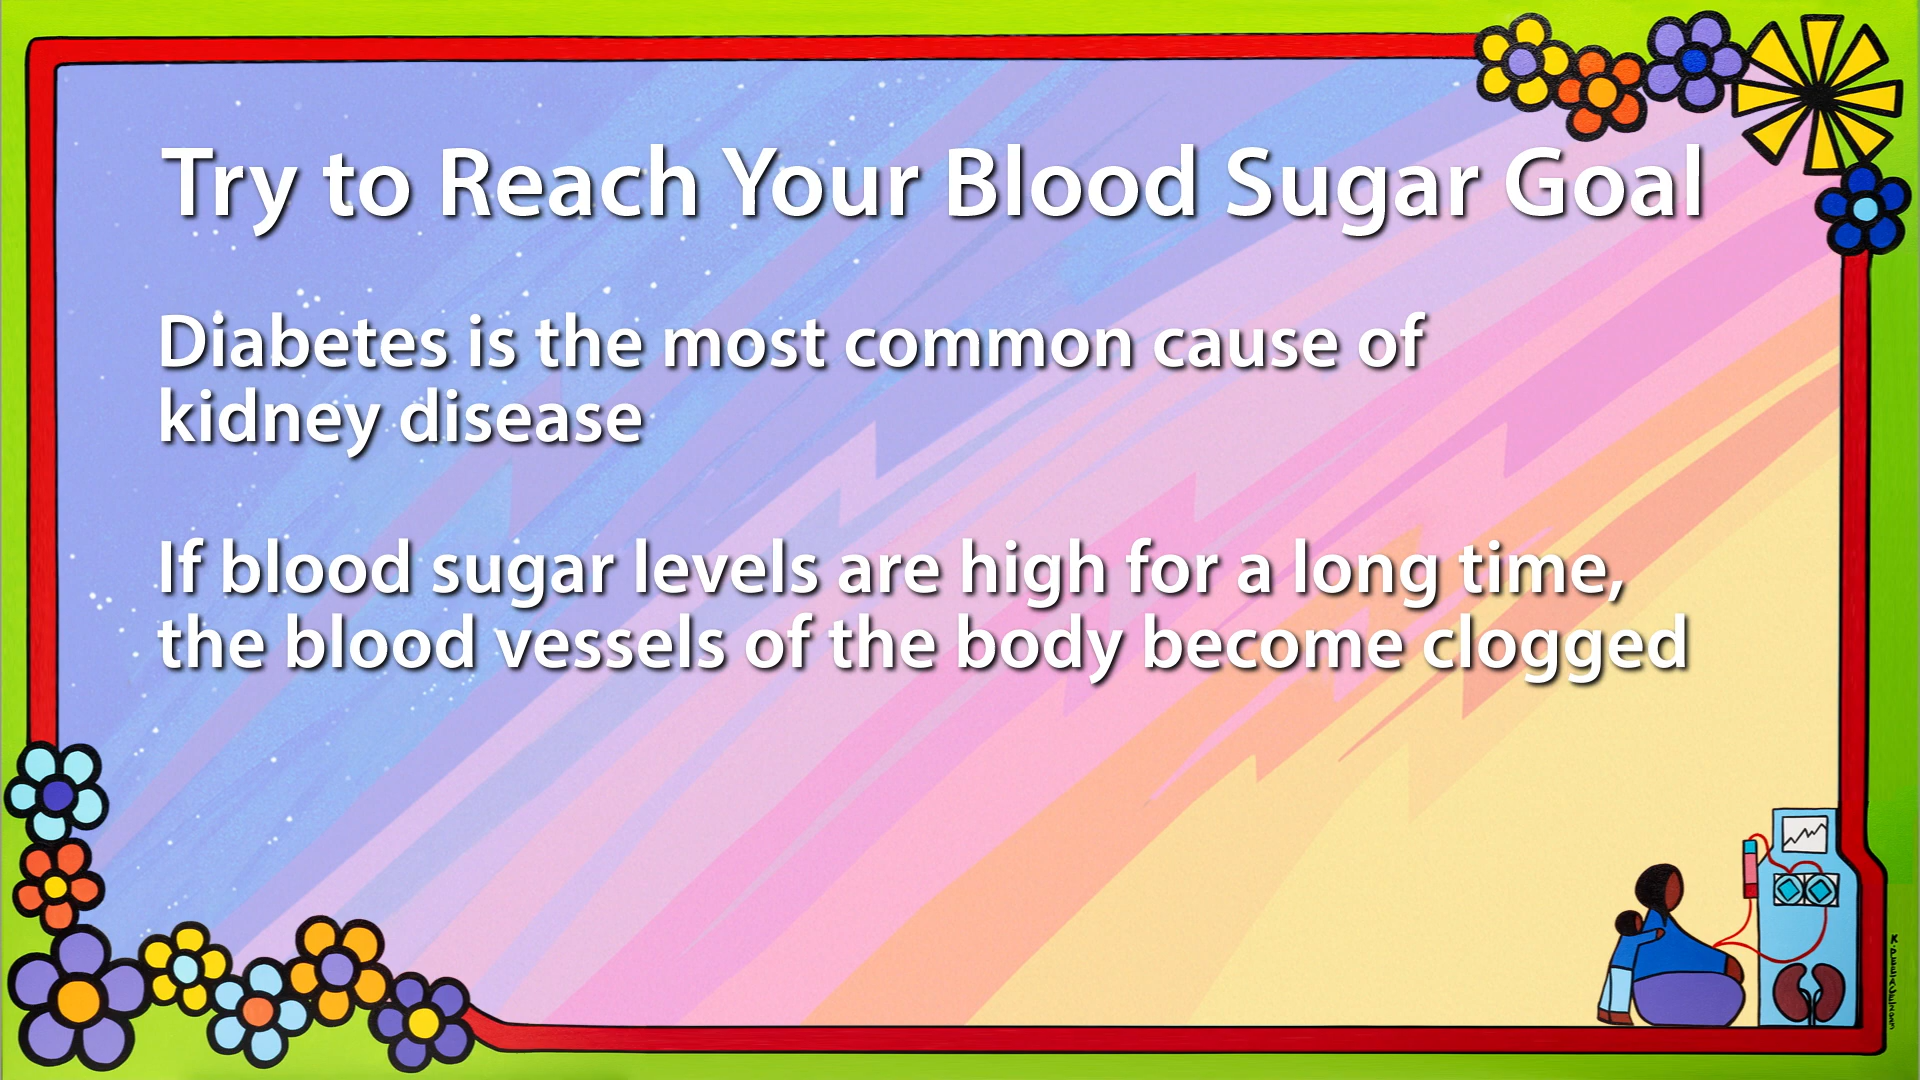 Try to Reach Your Blood Sugar Goal
Diabetes is the most common cause of
kidney disease
If blood sugar levels are high for a long time,
the blood vessels of the body become clogged